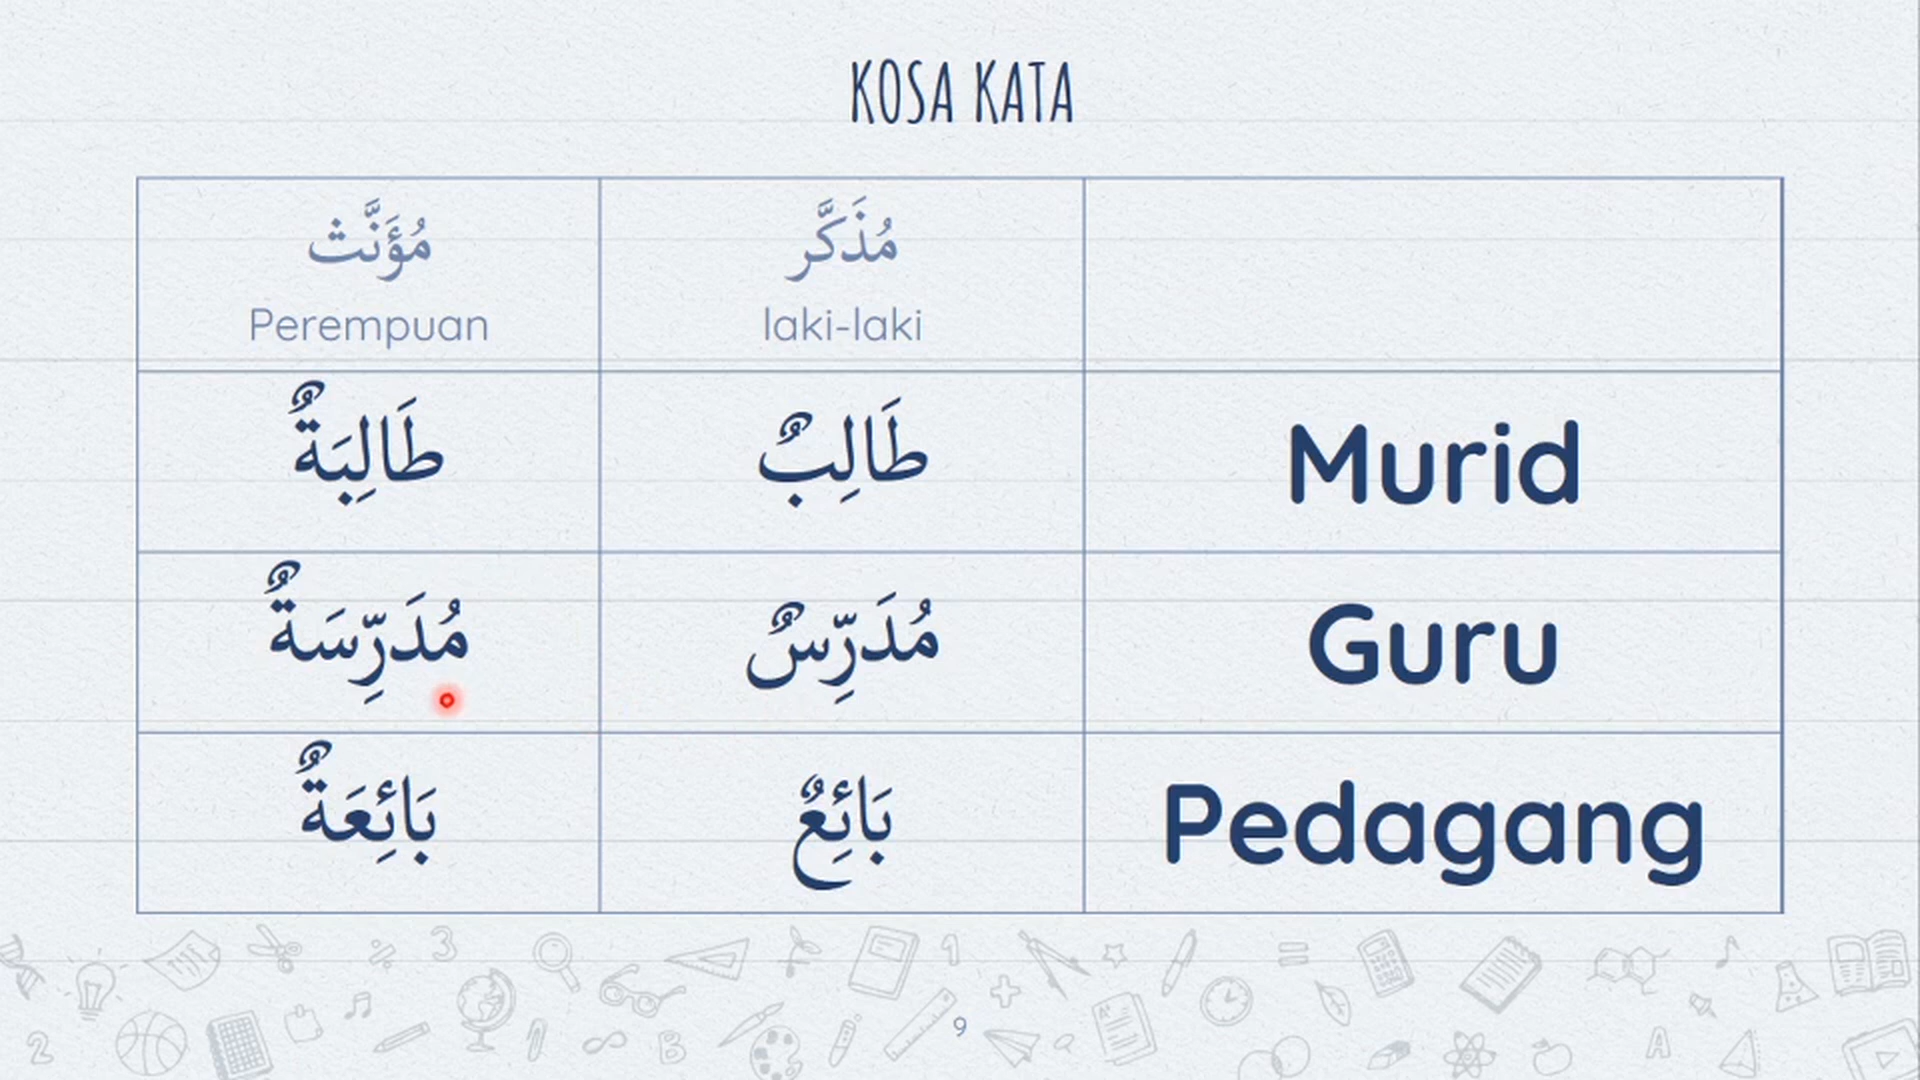 KOSA KATA
مُؤَنَّث
Perempuan
مُذَكَّر
laki-laki
طَالِبَةٌ
طَالِبٌ
Murid
مُدَرِّسَةٌ
مُدَرِّسٌ
Guru
بَائِعَةٌ
بَائِعٌ
Pedagang
9